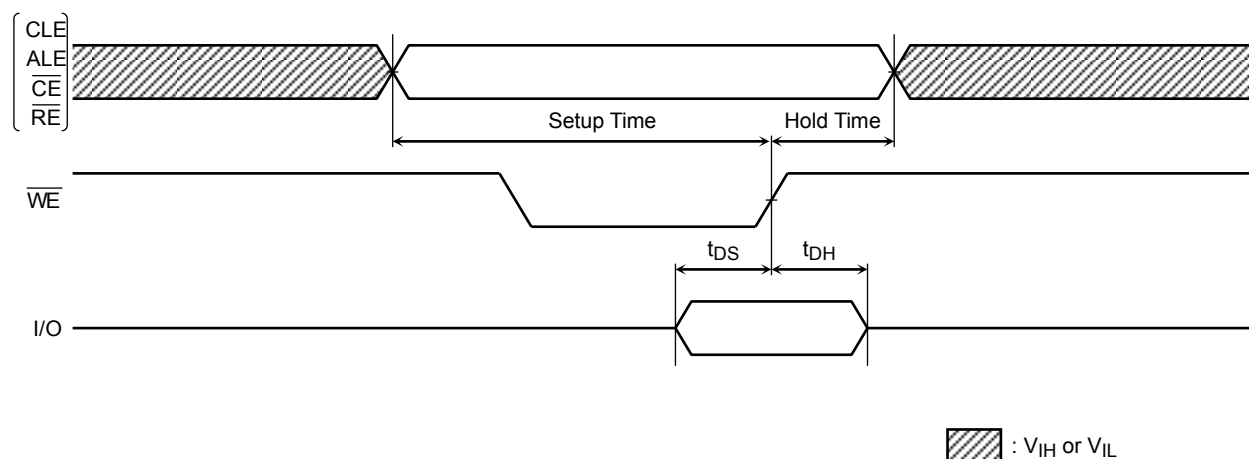 CLE
ALE
CE
RE
Setup Time
Hold Time
WE
tDS
tDH
I/O
: VIH or VIL